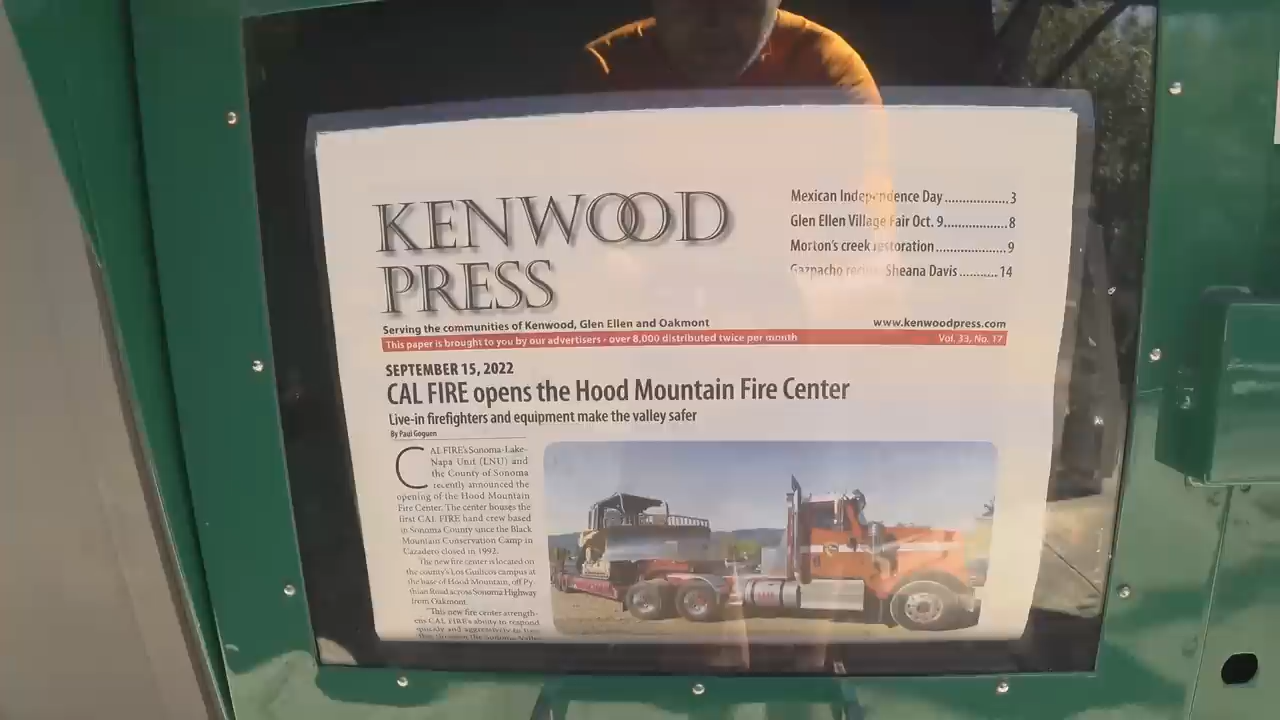 KENWOOD
PRESS
Mexican Independence Day..................3
Glen Ellen Village Fair Oct. 9...................8
Morton's creek restoration.....................9
Gazpacho Sheana Davis...........14
Serving the communities of Kenwood, Glen Ellen and Oakmont
www.kenwoodpress.com
This paper is brought to you by our advertisers - over 8,000 distributed twice per month
Vol. 33, No. 17
SEPTEMBER 15, 2022
CAL FIRE opens the Hood Mountain Fire Center
Live-in firefighters and equipment make the valley safer
By Paul Goguen
CAL FIRE's Sonoma-Lake-
Napa Unit (LNU) and
the County of Sonoma
recently announced the
opening of the Hood Mountain
Fire Center. The center houses the
first CAL FIRE hand crew based
in Sonoma County since the Black
Mountain Conservation Camp in
Cazadero closed in 1992.
The new fire center is located on
the county's Los Guilicos campus at
the base of Hood Mountain, off Py-
thian Road across Sonoma Highway
from Oakmont.
"This new fire center strength-
ens CAL FIRE's ability to respond
quickly and aggressively to fires